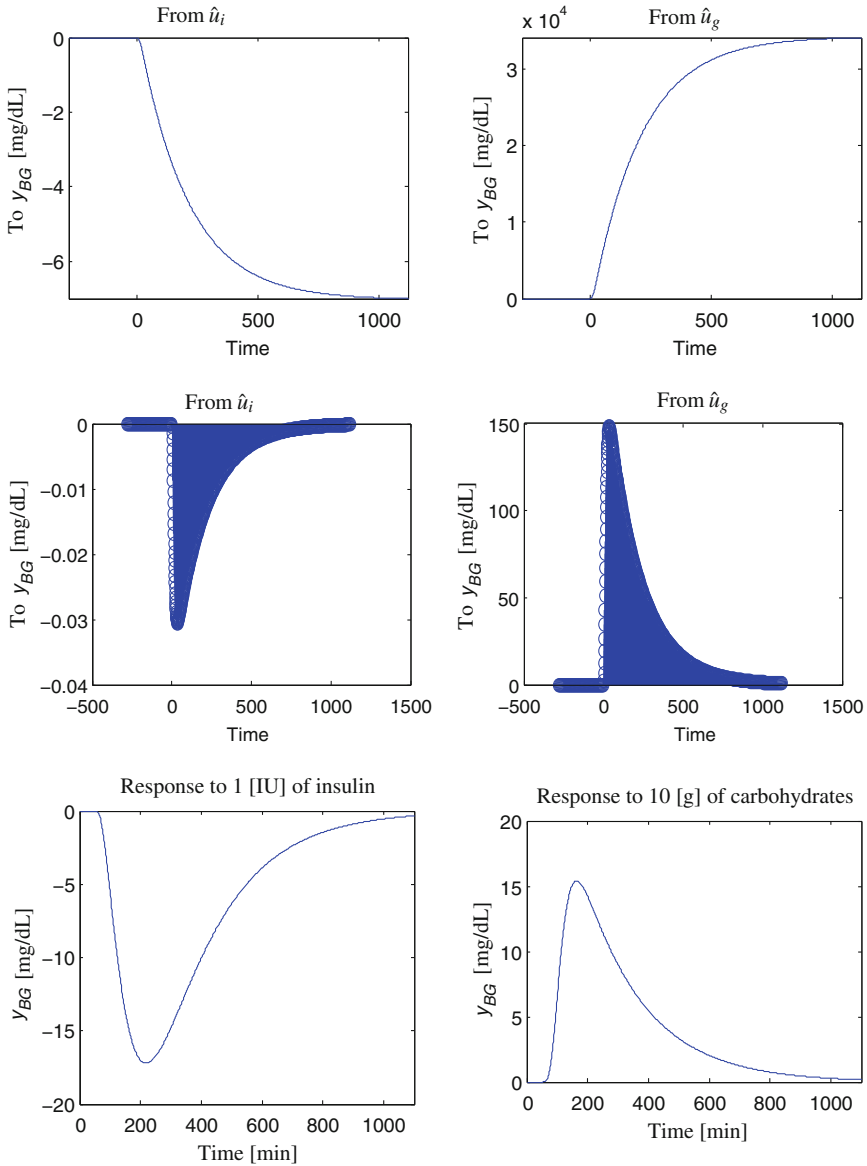 From û_i
To y_BG [mg/dL]
0
−2
−4
−6
0 500 1000
Time
From û_g
x 10^4
To y_BG [mg/dL]
3
2
1
0
0 500 1000
Time
From û_i
To y_BG [mg/dL]
0
−0.01
−0.02
−0.03
−0.04
−500 0 500 1000 1500
Time
From û_g
To y_BG [mg/dL]
150
100
50
0
−500 0 500 1000 1500
Time
Response to 1 [IU] of insulin
y_BG [mg/dL]
0
−5
−10
−15
−20
0 200 400 600 800 1000
Time [min]
Response to 10 [g] of carbohydrates
y_BG [mg/dL]
20
15
10
5
0
0 200 400 600 800 1000
Time [min]